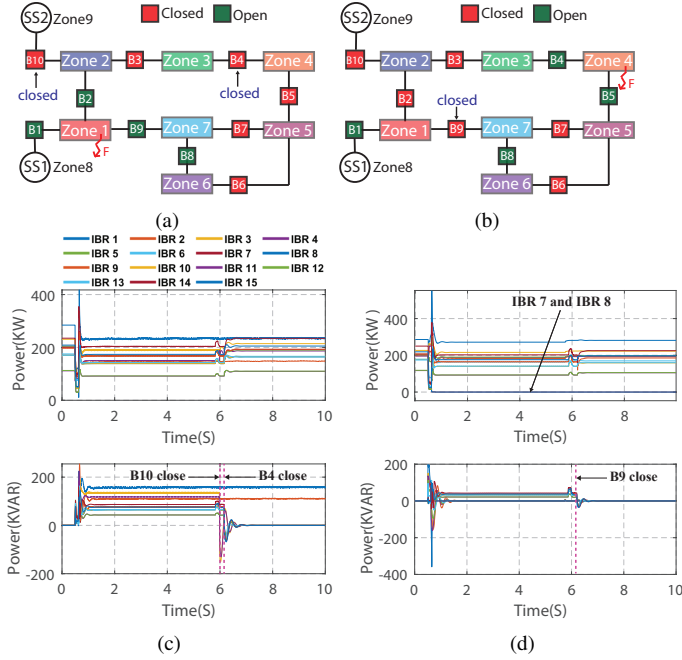 SS2 Zone9 Closed Open
B10 Zone 2 B3 Zone 3 B4 Zone 4
closed closed
B2 B5
B1 Zone 1 B9 Zone 7 B7 Zone 5
F
SS1 Zone8 B8
Zone 6 B6
(a)
SS2 Zone9 Closed Open
B10 Zone 2 B3 Zone 3 B4 Zone 4
F
B2 closed B5
B1 Zone 1 B9 Zone 7 B7 Zone 5
SS1 Zone8 B8
Zone 6 B6
(b)
IBR 1 IBR 2 IBR 3 IBR 4
IBR 5 IBR 6 IBR 7 IBR 8
IBR 9 IBR 10 IBR 11 IBR 12
IBR 13 IBR 14 IBR 15
Power(KW)
400
200
0
0 2 4 6 8 10
Time(S)
IBR 7 and IBR 8
Power(KW)
400
200
0
0 2 4 6 8 10
Time(S)
B10 close B4 close
Power(KVAR)
200
0
-200
0 2 4 6 8 10
Time(S)
(c)
B9 close
Power(KVAR)
200
0
-200
-400
0 2 4 6 8 10
Time(S)
(d)